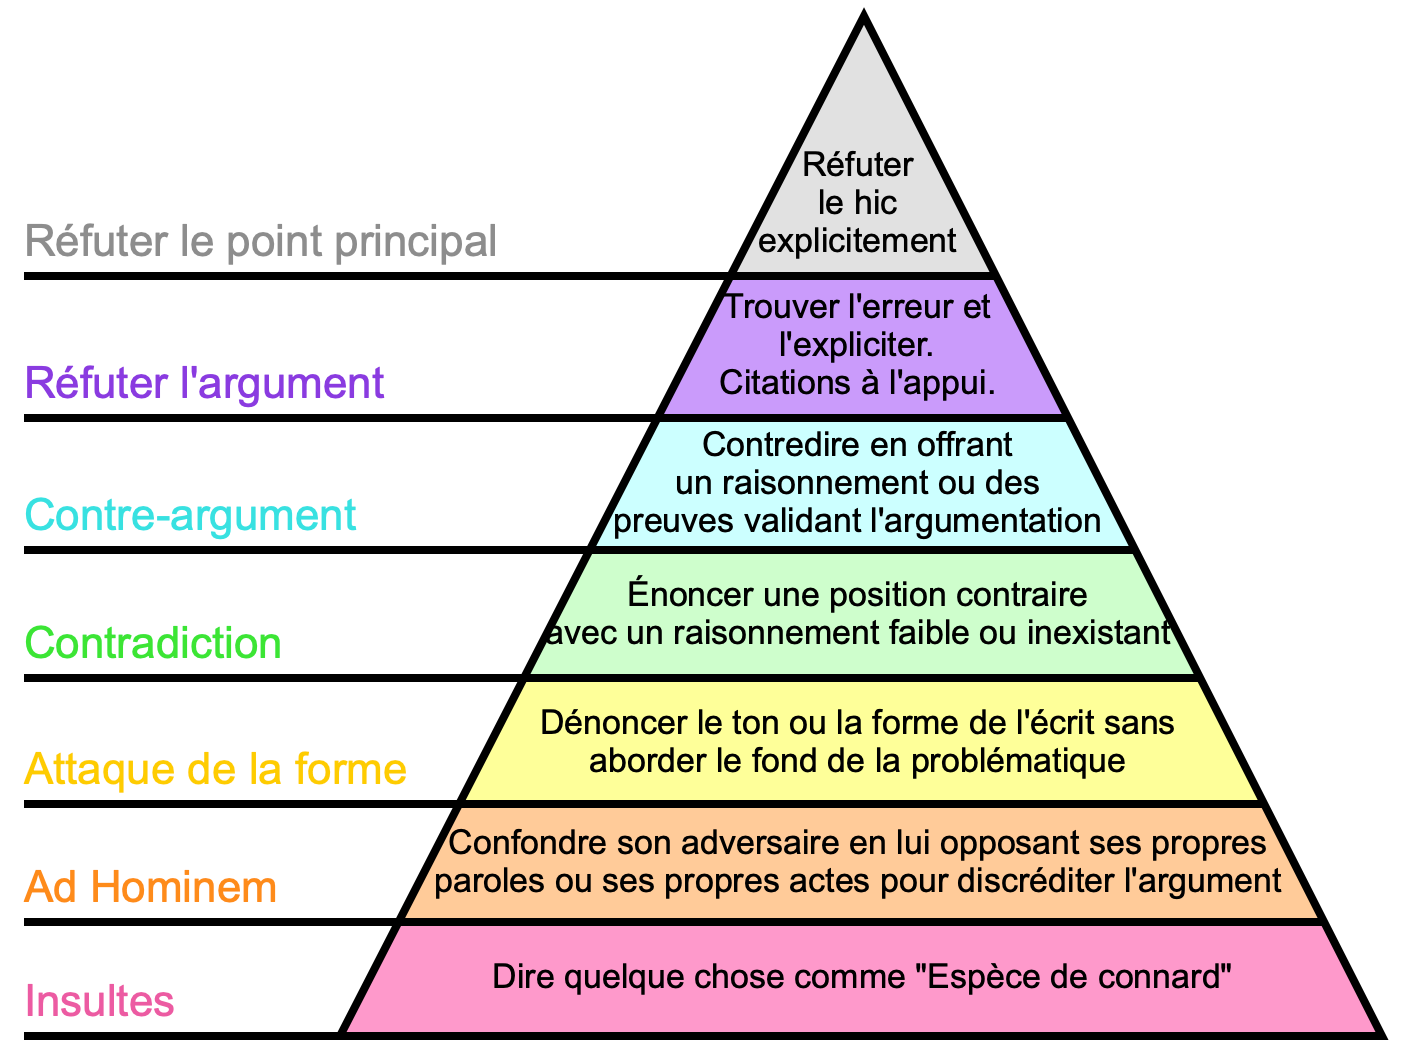 Réfuter
le hic
explicitement
Réfuter le point principal
Trouver l'erreur et
l'expliciter.
Citations à l'appui.
Réfuter l'argument
Contredire en offrant
un raisonnement ou des
preuves validant l'argumentation
Contre-argument
Énoncer une position contraire
avec un raisonnement faible ou inexistant
Contradiction
Dénoncer le ton ou la forme de l'écrit sans
aborder le fond de la problématique
Attaque de la forme
Confondre son adversaire en lui opposant ses propres
paroles ou ses propres actes pour discréditer l'argument
Ad Hominem
Dire quelque chose comme "Espèce de connard"
Insultes